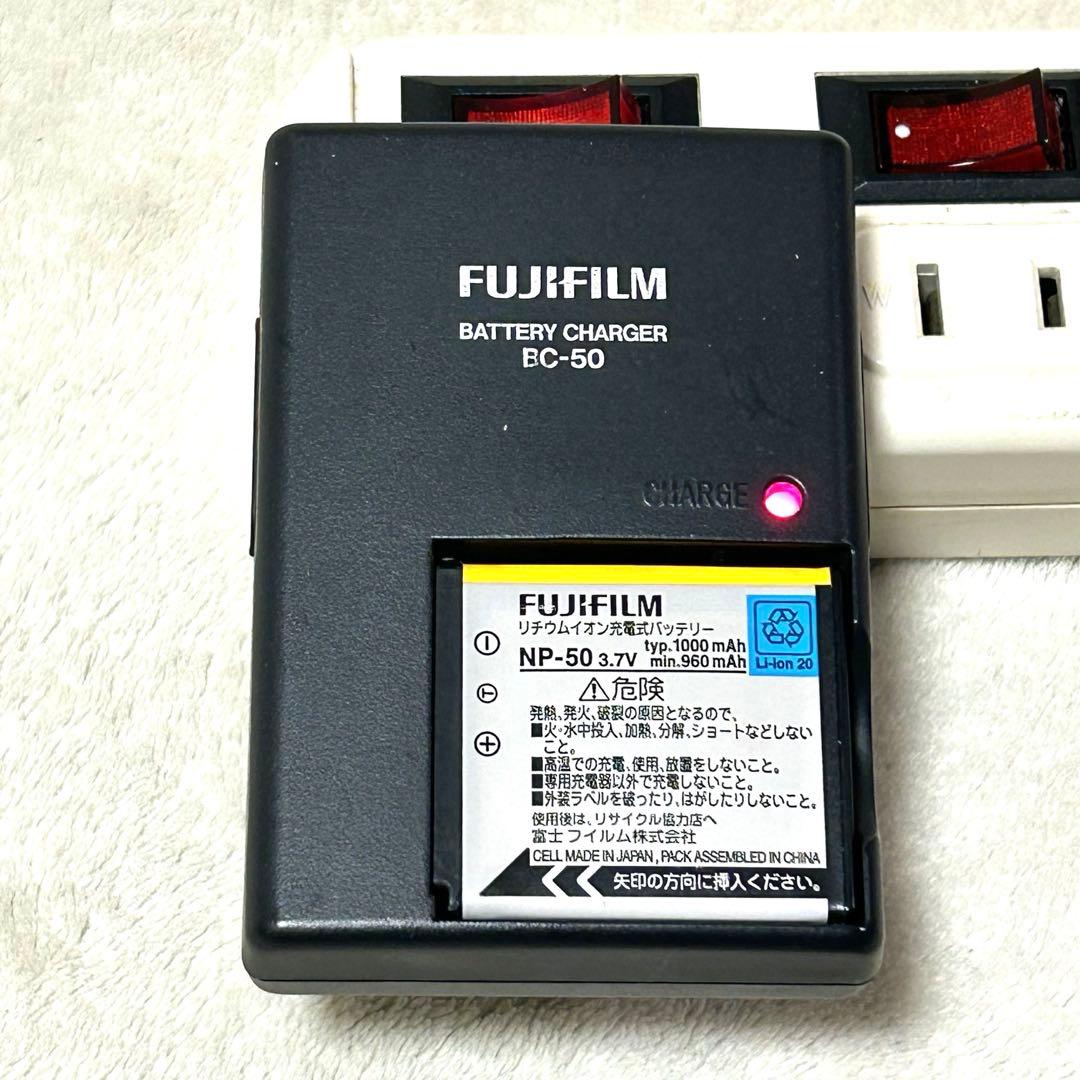 FUJIFILM
BATTERY CHARGER
BC-50
CHARGE
FUJIFILM
リチウムイオン充電式バッテリー
NP-50 3.7V typ.1000 mAh
min.960 mAh
Li-ion 20
⚠危険
発熱、発火、破裂の原因となるので、
■火・水中投入、加熱、分解、ショートなどしない
こと。
■高温での充電、使用、放置をしないこと。
■専用充電器以外で充電しないこと。
■外装ラベルを破ったり、はがしたりしないこと。
使用後は、リサイクル協力店へ
富士フイルム株式会社
CELL MADE IN JAPAN , PACK ASSEMBLED IN CHINA
矢印の方向に挿入ください。